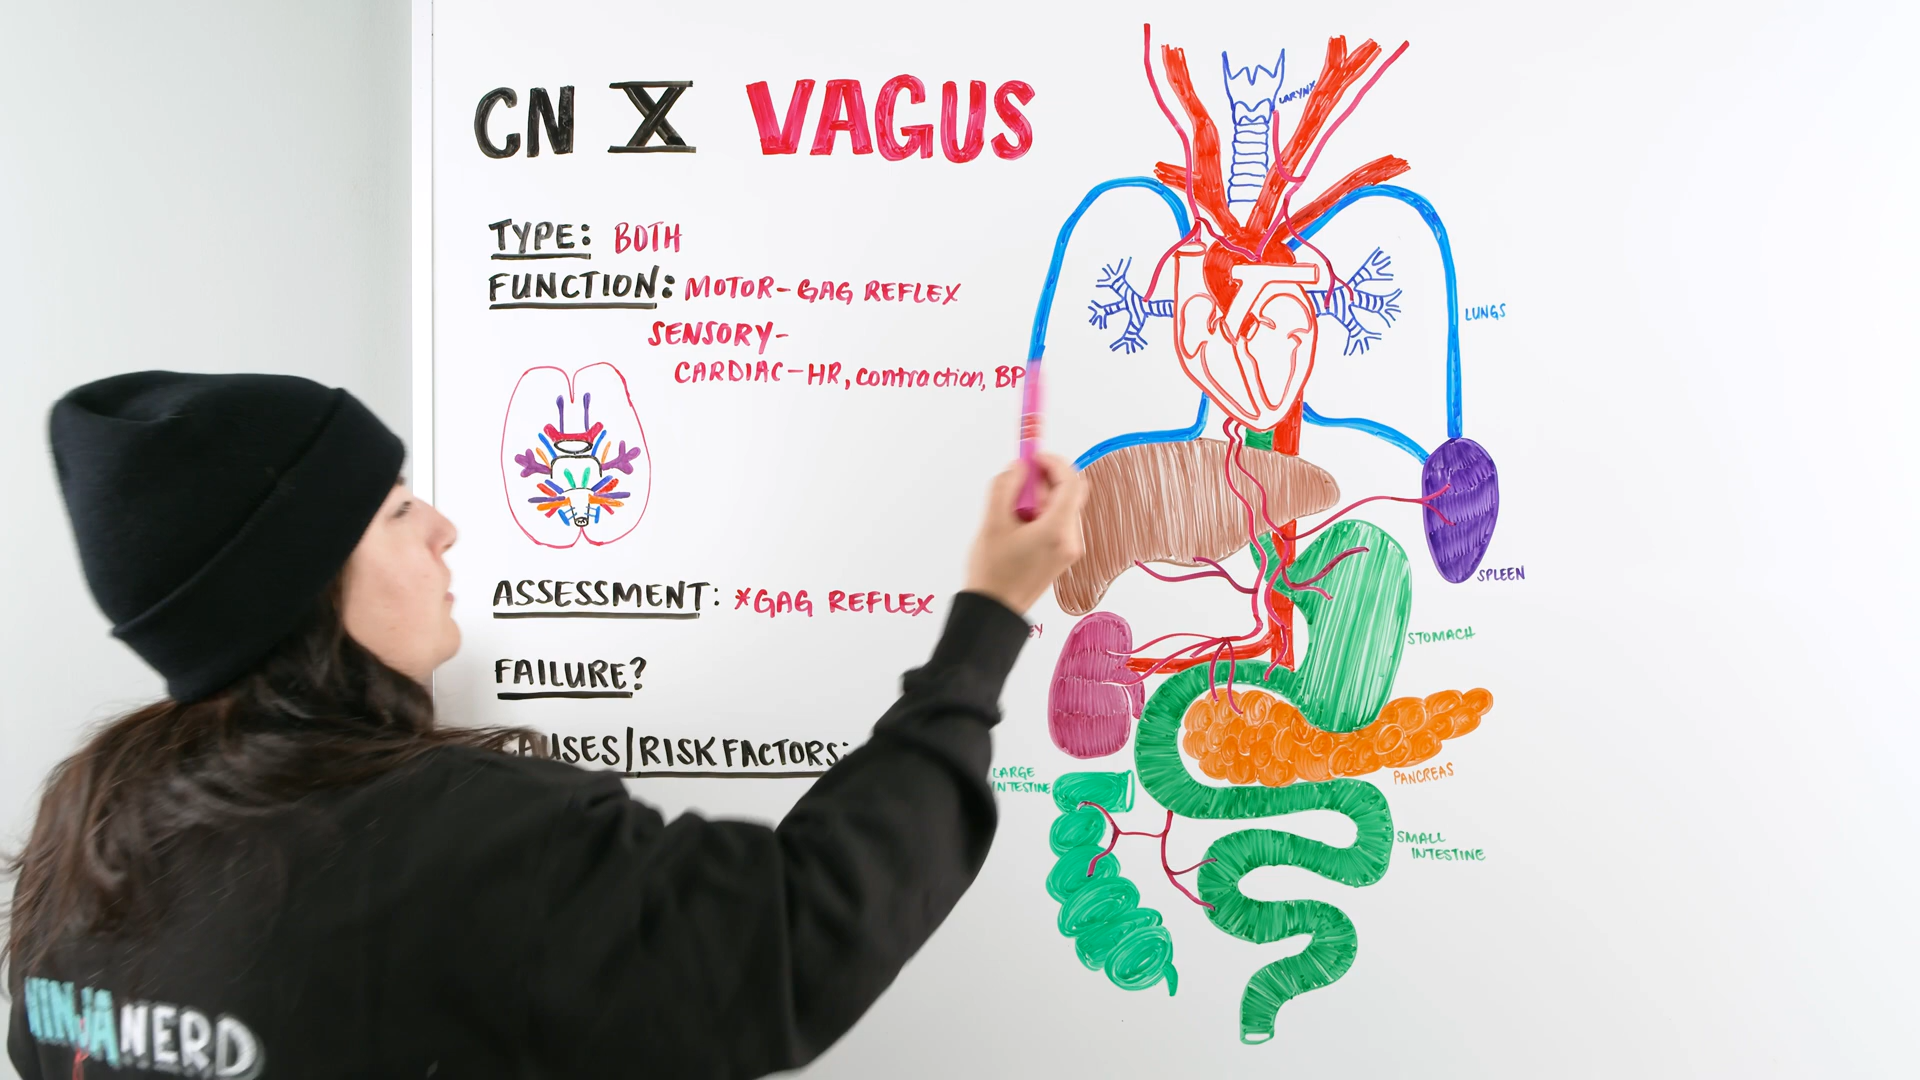 CN X VAGUS
TYPE: BOTH
FUNCTION: MOTOR - GAG REFLEX
SENSORY -
CARDIAC - HR, contraction, BP
ASSESSMENT: *GAG REFLEX
FAILURE?
CAUSES/RISK FACTORS:
LARYNX
LUNGS
SPLEEN
STOMACH
PANCREAS
LARGE
INTESTINE
SMALL
INTESTINE
NINJANERD